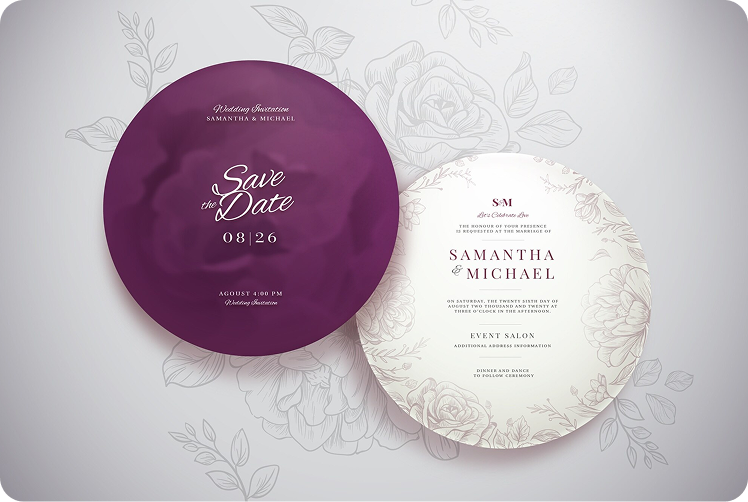 Wedding Invitation
SAMANTHA & MICHAEL
Save
the Date
08|26
AGOUST 4:00 PM
Wedding Invitation
S&M
Let's Celebrate Love
THE HONOUR OF YOUR PRESENCE
IS REQUESTED AT THE MARRIAGE OF
SAMANTHA
& MICHAEL
ON SATURDAY, THE TWENTY SIXTH DAY OF
AUGUST TWO THOUSAND AND TWENTY AT
THREE O'CLOCK IN THE AFTERNOON.
EVENT SALON
ADDITIONAL ADDRESS INFORMATION
DINNER AND DANCE
TO FOLLOW CEREMONY